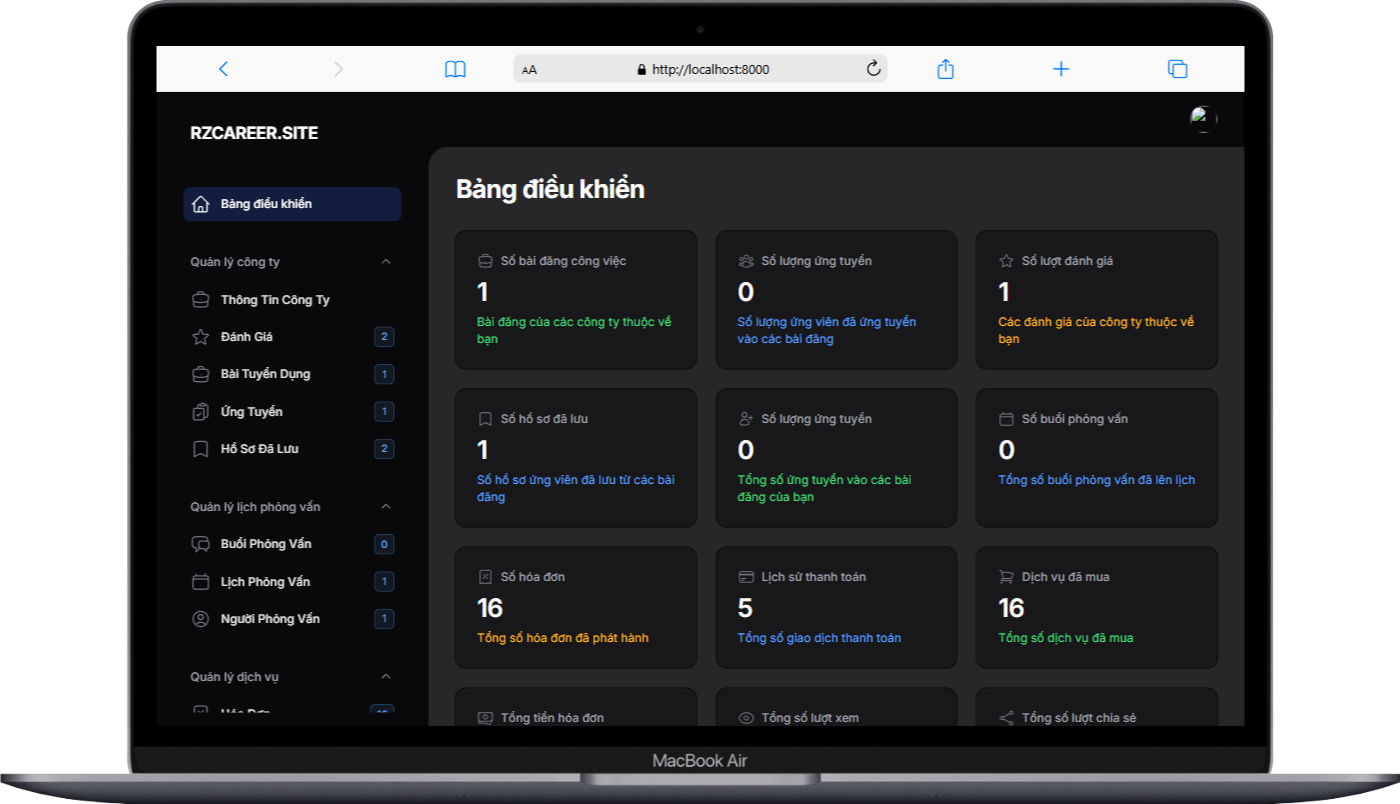 AA
http://localhost:8000
RZCAREER.SITE
Bảng điều khiển
Quản lý công ty
Thông Tin Công Ty
Đánh Giá 2
Bài Tuyển Dụng 1
Ứng Tuyển 1
Hồ Sơ Đã Lưu 2
Quản lý lịch phỏng vấn
Buổi Phỏng Vấn 0
Lịch Phỏng Vấn 1
Người Phỏng Vấn 1
Quản lý dịch vụ
Bảng điều khiển
Số bài đăng công việc
1
Bài đăng của các công ty thuộc về
bạn
Số lượng ứng tuyển
0
Số lượng ứng viên đã ứng tuyển
vào các bài đăng
Số lượt đánh giá
1
Các đánh giá của công ty thuộc về
bạn
Số hồ sơ đã lưu
1
Số hồ sơ ứng viên đã lưu từ các bài
đăng
Số lượng ứng tuyển
0
Tổng số ứng tuyển vào các bài
đăng của bạn
Số buổi phỏng vấn
0
Tổng số buổi phỏng vấn đã lên lịch
Số hóa đơn
16
Tổng số hóa đơn đã phát hành
Lịch sử thanh toán
5
Tổng số giao dịch thanh toán
Dịch vụ đã mua
16
Tổng số dịch vụ đã mua
Tổng tiền hóa đơn
Tổng số lượt xem
Tổng số lượt chia sẻ
MacBook Air